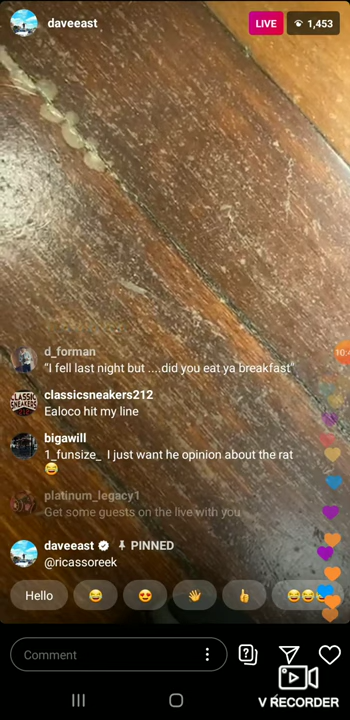 daveeast
LIVE
1,453
d_forman
"I fell last night but ....did you eat ya breakfast"
classicsneakers212
Ealoco hit my line
bigawill
1_funsize_ I just want he opinion about the rat
😂
platinum_legacy1
Get some guests on the live with you
daveeast PINNED
@ricassoreek
Hello
Comment
V RECORDER